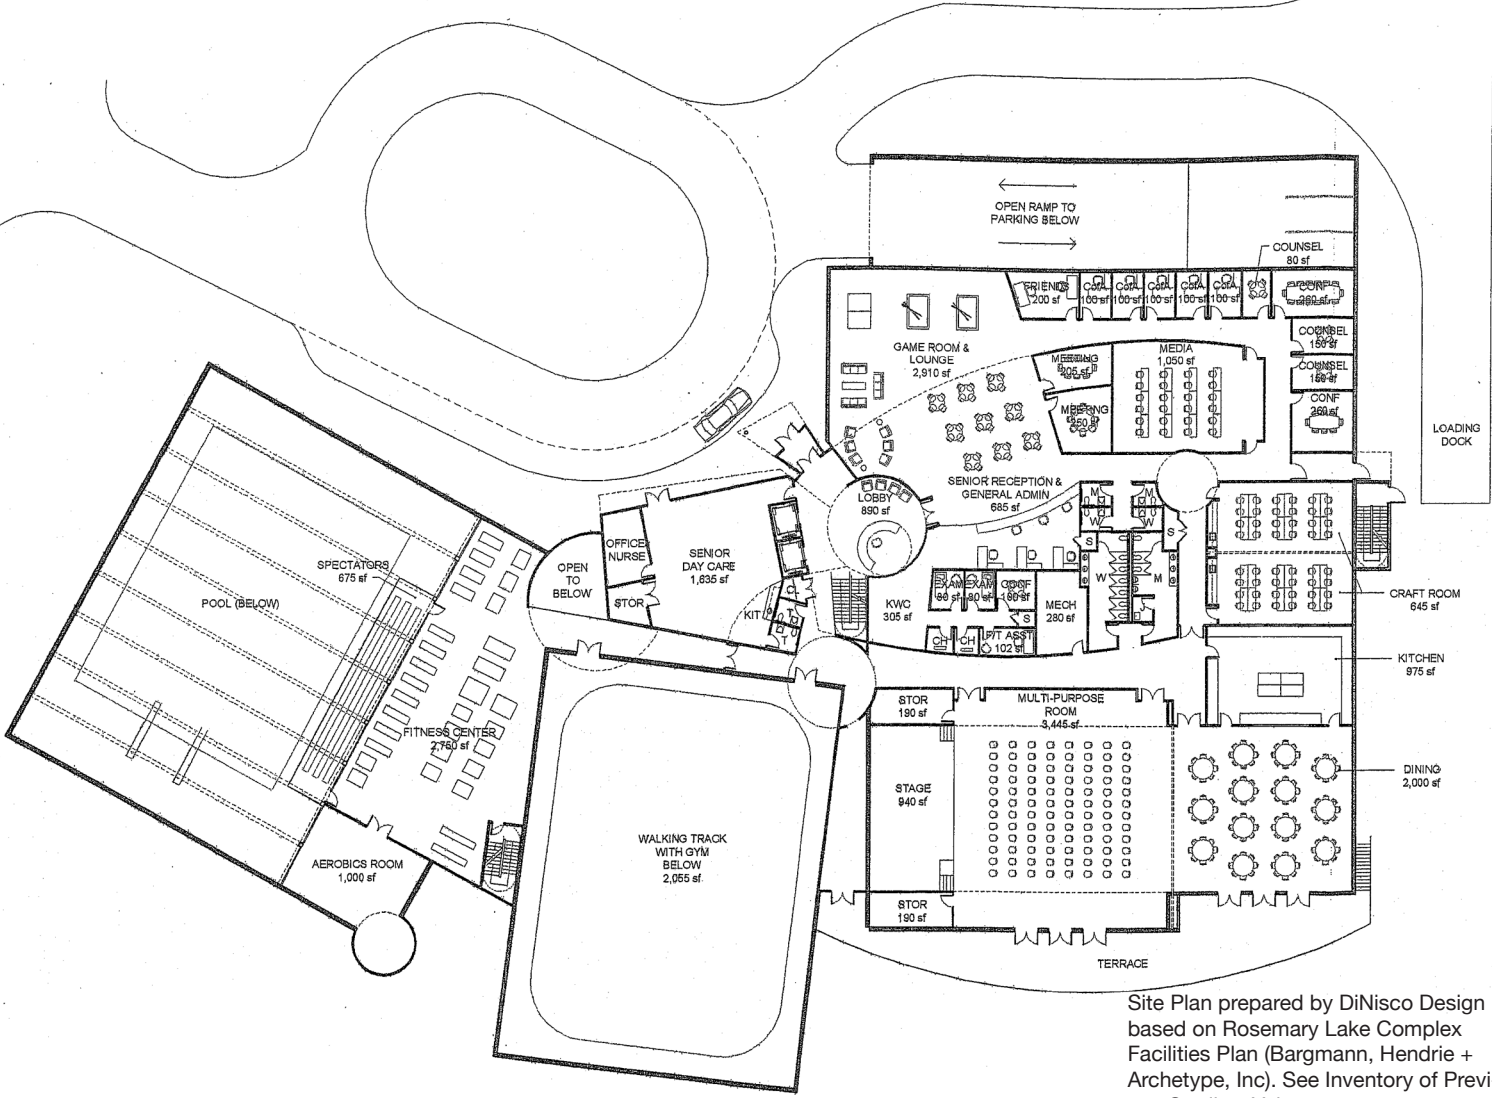 OPEN RAMP TO
PARKING BELOW
COUNSEL
80 sf
FRIENDS
200 sf
CofA
100 sf
CofA
100 sf
CofA
100 sf
CofA
100 sf
CofA
100 sf
CONF
GAME ROOM &
LOUNGE
2,910 sf
MEETING
MEDIA
1,050 sf
COUNSEL
150 sf
COUNSEL
150 sf
MEETING
CONF
LOADING
DOCK
SENIOR RECEPTION &
GENERAL ADMIN
685 sf
LOBBY
890 sf
M
M
W
W
S
S
OFFICE
NURSE
SENIOR
DAY CARE
1,635 sf
OPEN
TO
BELOW
STOR
KIT
T
T
SPECTATORS
675 sf
POOL (BELOW)
KWC
305 sf
EXAM
80 sf
EXAM
80 sf
CONF
100 sf
MECH
280 sf
W
M
S
CH
CH
P/T ASST
102 sf
CRAFT ROOM
645 sf
KITCHEN
975 sf
STOR
190 sf
MULTI-PURPOSE
ROOM
3,445 sf
FITNESS CENTER
2,750 sf
STAGE
940 sf
DINING
2,000 sf
WALKING TRACK
WITH GYM
BELOW
2,055 sf
AEROBICS ROOM
1,000 sf
STOR
190 sf
TERRACE
Site Plan prepared by DiNisco Design
based on Rosemary Lake Complex
Facilities Plan (Bargmann, Hendrie +
Archetype, Inc). See Inventory of Previ